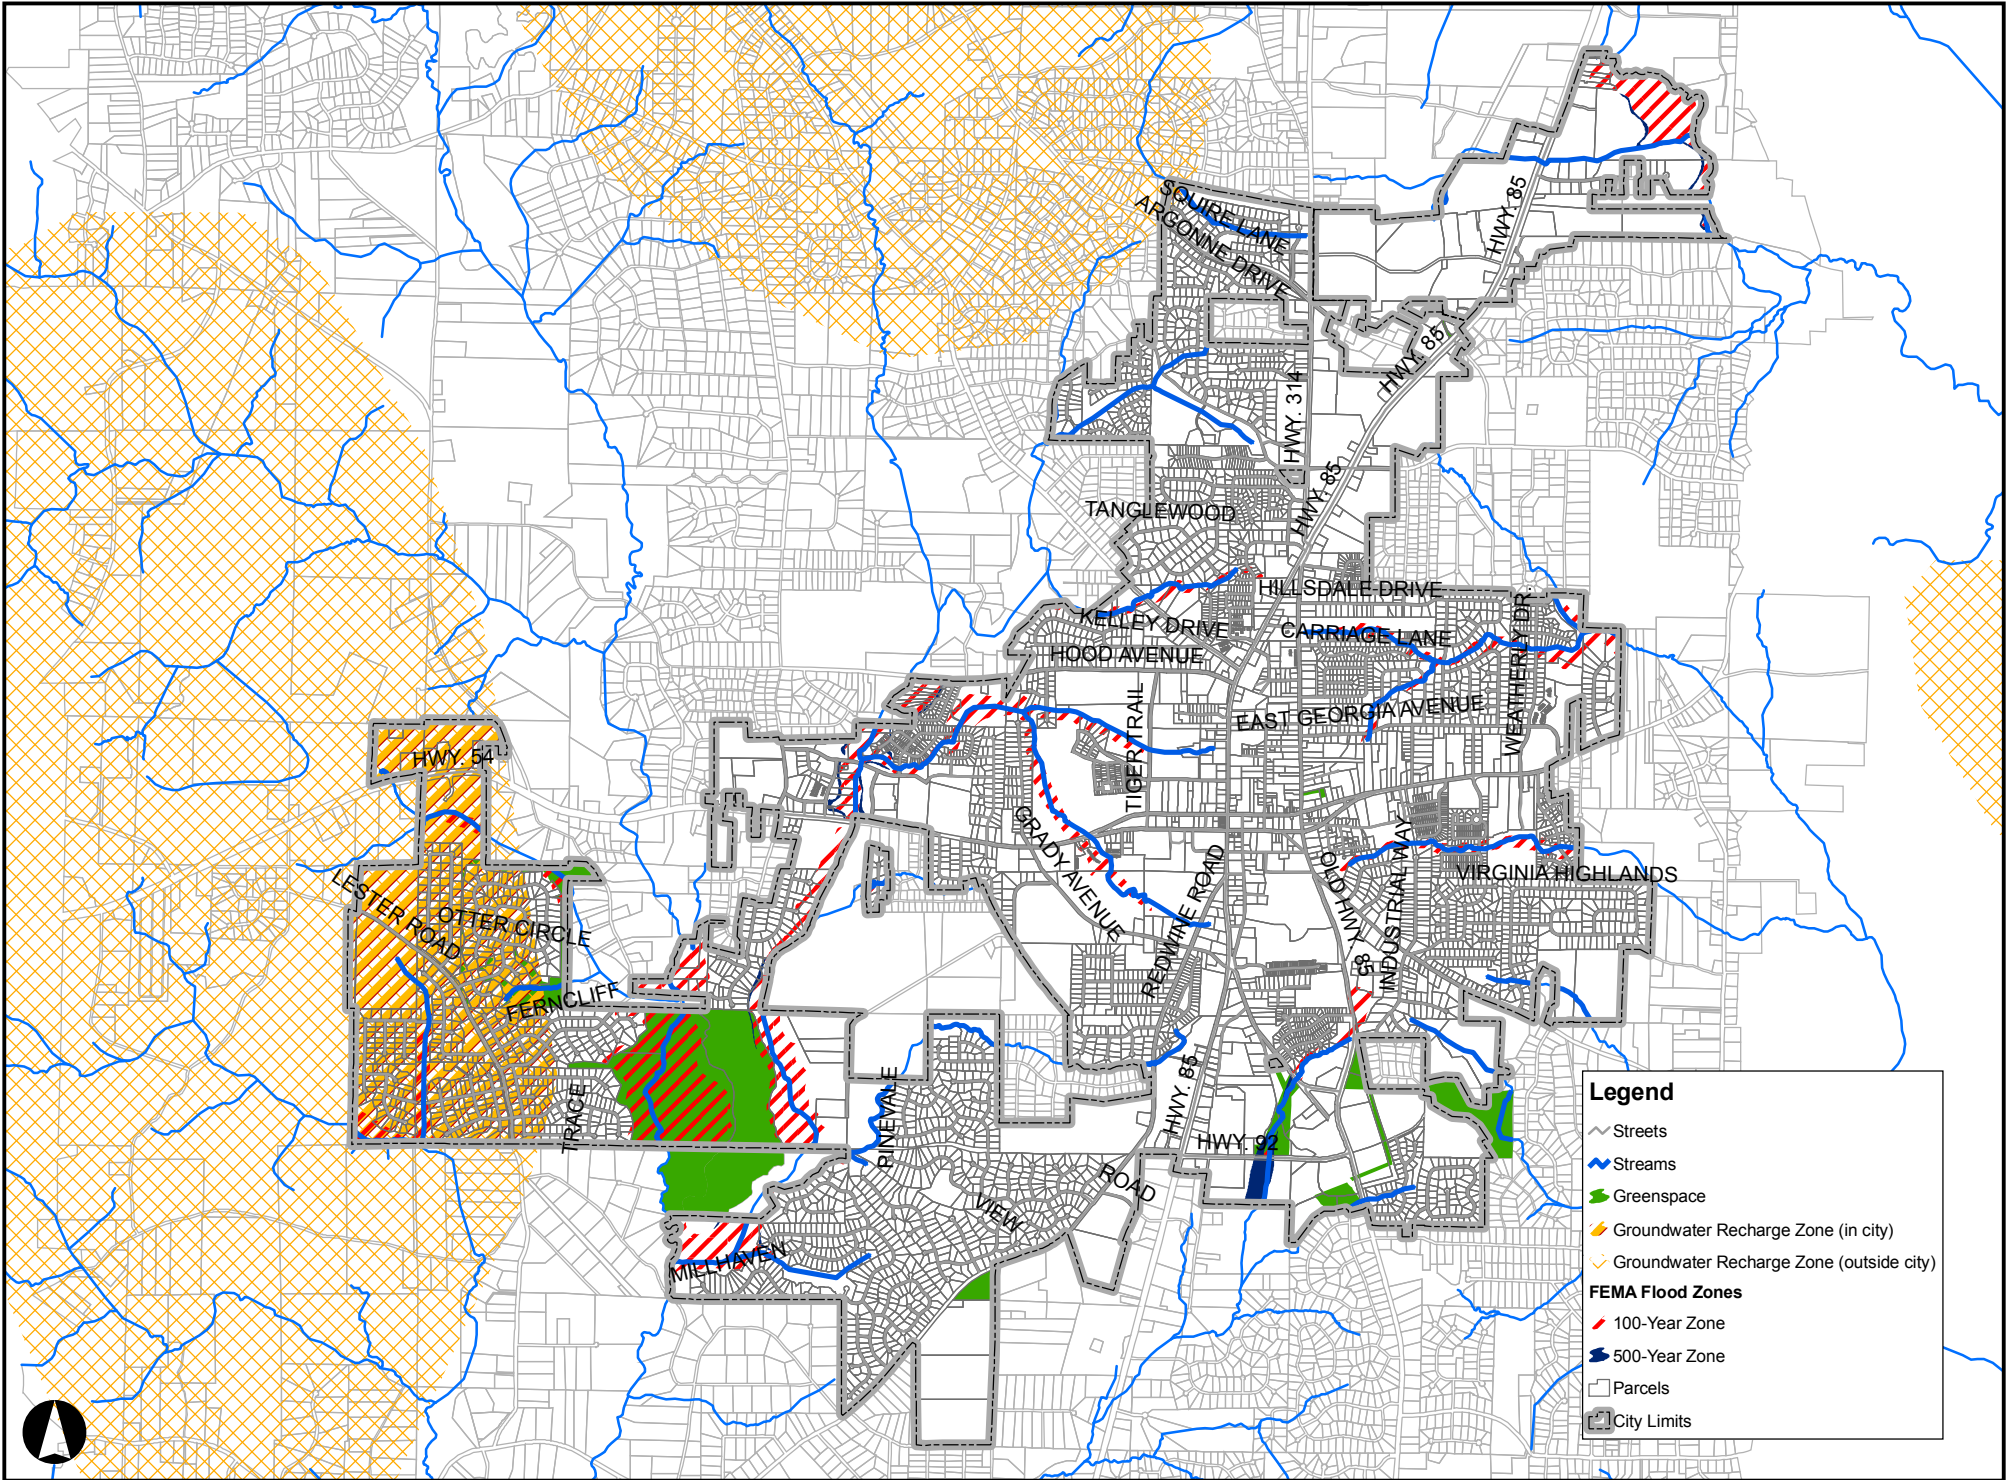 SQUIRE LANE
ARGONNE DRIVE
HWY. 85
HWY. 85
HWY. 314
HWY. 85
TANGLEWOOD
HILLSDALE DRIVE
KELLEY DRIVE
CARRIAGE LANE
WEATHERLY DR.
HOOD AVENUE
TIGER TRAIL
EAST GEORGIA AVENUE
HWY. 54
GRADY AVENUE
OLD HWY. 85
INDUSTRIAL WAY
VIRGINIA HIGHLANDS
LESTER ROAD
OTTER CIRCLE
REDWINE ROAD
FERNCLIFF
TRACE
PINEVALE
HWY. 85
HWY. 92
ROAD
VIEW
MILLHAVEN
Legend
Streets
Streams
Greenspace
Groundwater Recharge Zone (in city)
Groundwater Recharge Zone (outside city)
FEMA Flood Zones
100-Year Zone
500-Year Zone
Parcels
City Limits